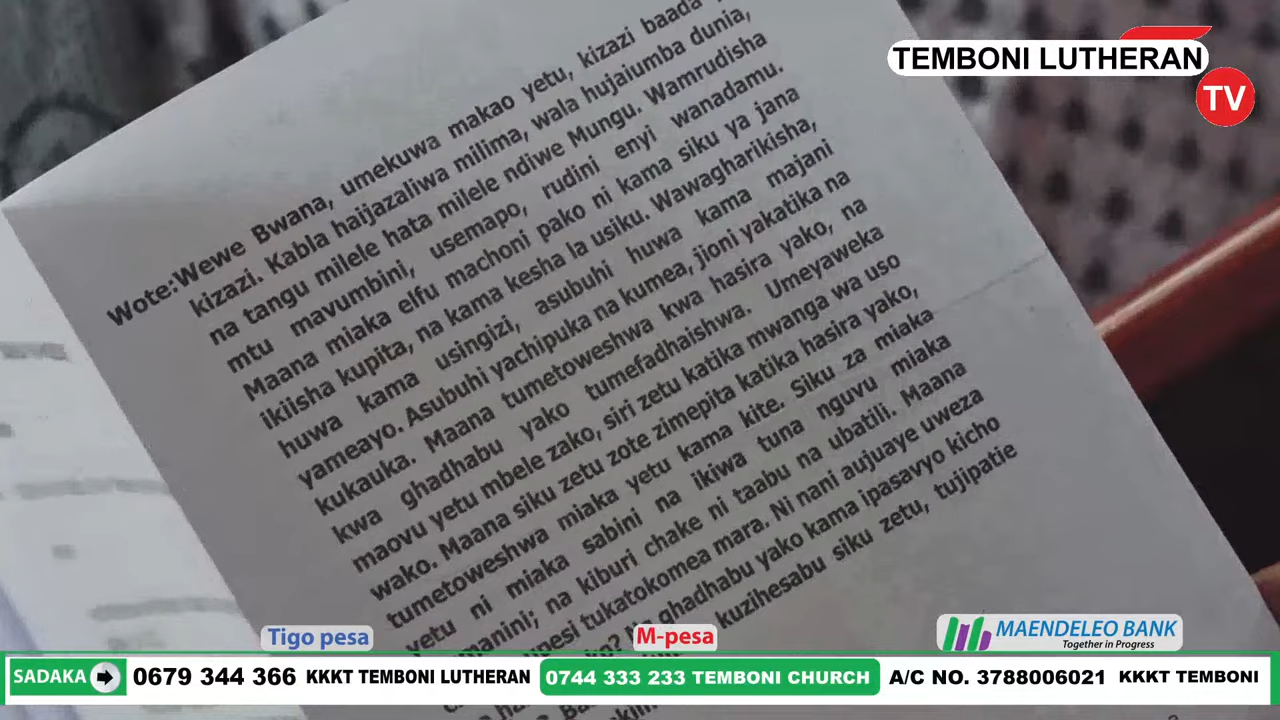 TEMBONI LUTHERAN
TV
Wote:Wewe Bwana, umekuwa makao yetu, kizazi baada
kizazi. Kabla haijazaliwa milima, wala hujaiumba dunia,
na tangu milele hata milele ndiwe Mungu. Wamrudisha
mtu mavumbini, usemapo, rudini enyi wanadamu.
Maana miaka elfu machoni pako ni kama siku ya jana
ikiisha kupita, na kama kesha la usiku. Wawagharikisha,
huwa kama usingizi, asubuhi huwa kama majani
yameayo. Asubuhi yachipuka na kumea, jioni yakatika na
kukauka. Maana tumetoweshwa kwa hasira yako, na
kwa ghadhabu yako tumefadhaishwa. Umeyaweka
maovu yetu mbele zako, siri zetu katika mwanga wa uso
wako. Maana siku zetu zote zimepita katika hasira yako,
tumetoweshwa miaka yetu kama kite. Siku za miaka
yetu ni miaka sabini na ikiwa tuna nguvu miaka
manini; na kiburi chake ni taabu na ubatili. Maana
tukatokomea mara. Ni nani aujuaye uweza
ghadhabu yako kama ipasavyo kicho
kuzihesabu siku zetu, tujipatie
Tigo pesa
M-pesa
MAENDELEO BANK
Together in Progress
SADAKA
0679 344 366 KKKT TEMBONI LUTHERAN
0744 333 233 TEMBONI CHURCH
A/C NO. 3788006021 KKKT TEMBONI